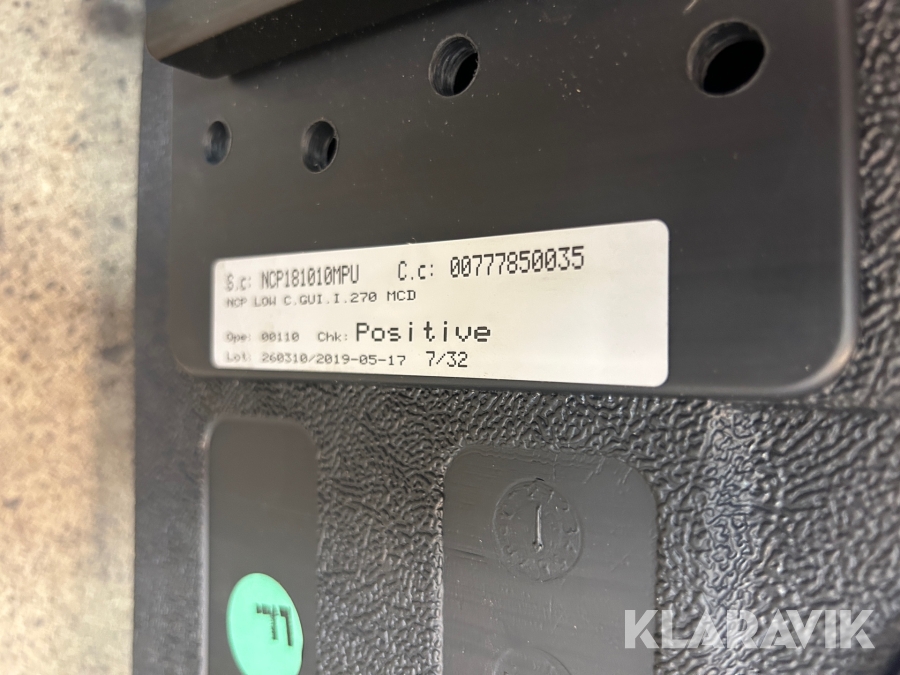 S.c: NCP181010MPU C.c: 00777850035
NCP LOW C.GUI.I.270 MCD
Ope: 00110 Chk: Positive
Lot: 260310/2019-05-17 7/32
KLARAVIK